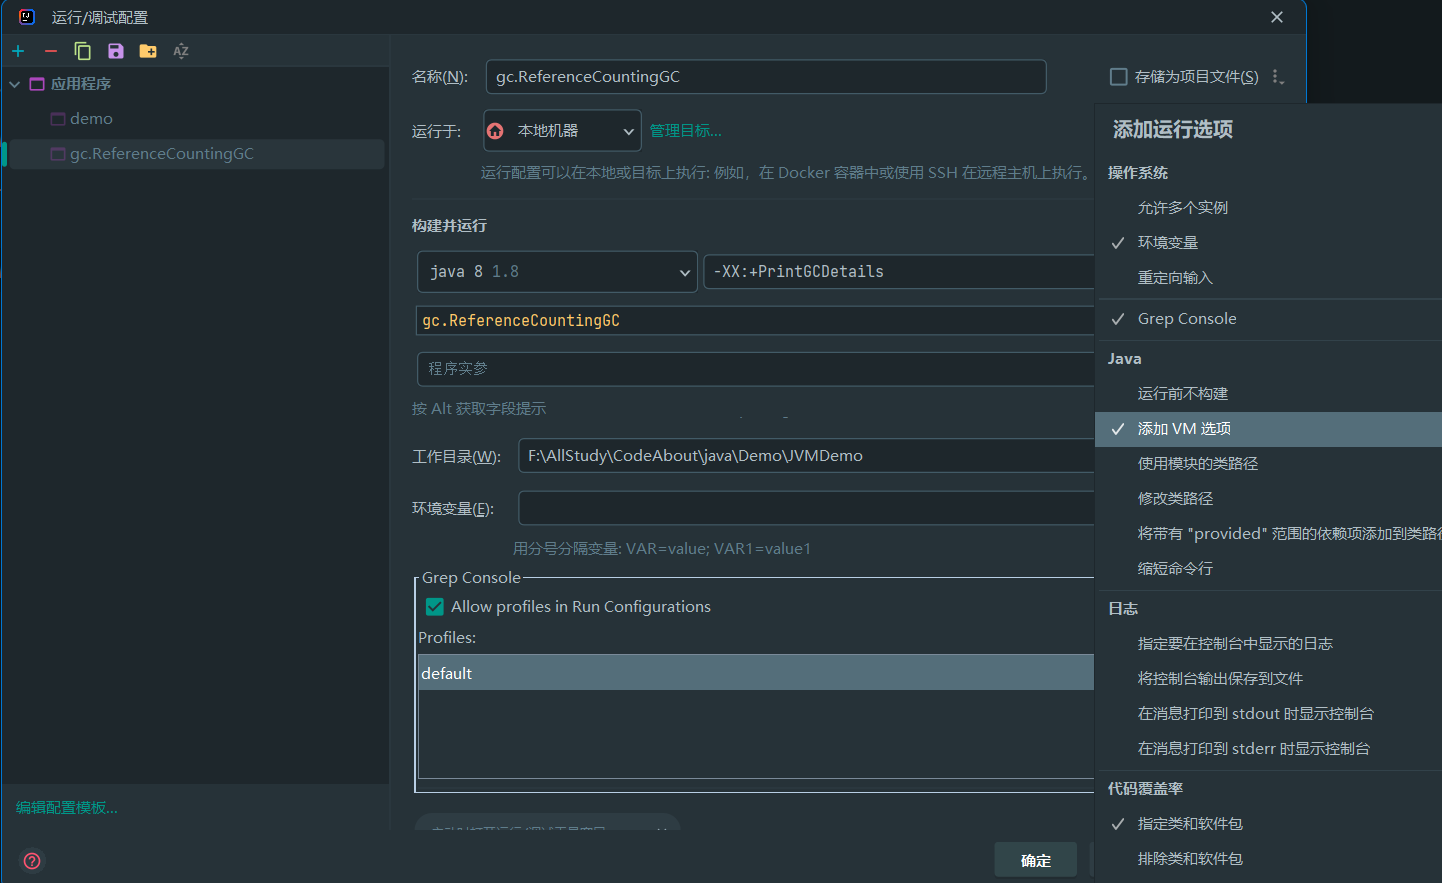 运行/调试配置
应用程序
demo
gc.ReferenceCountingGC
编辑配置模板...
名称(N):
gc.ReferenceCountingGC
存储为项目文件(S)
运行于:
本地机器
管理目标...
运行配置可以在本地或目标上执行: 例如，在 Docker 容器中或使用 SSH 在远程主机上执行。
构建并运行
java 8 1.8
-XX:+PrintGCDetails
gc.ReferenceCountingGC
程序实参
按 Alt 获取字段提示
工作目录(W):
F:\AllStudy\CodeAbout\java\Demo\JVMDemo
环境变量(E):
用分号分隔变量: VAR=value; VAR1=value1
Grep Console
Allow profiles in Run Configurations
Profiles:
default
确定
添加运行选项
操作系统
允许多个实例
环境变量
重定向输入
Grep Console
Java
运行前不构建
添加 VM 选项
使用模块的类路径
修改类路径
将带有 "provided" 范围的依赖项添加到类路
缩短命令行
日志
指定要在控制台中显示的日志
将控制台输出保存到文件
在消息打印到 stdout 时显示控制台
在消息打印到 stderr 时显示控制台
代码覆盖率
指定类和软件包
排除类和软件包